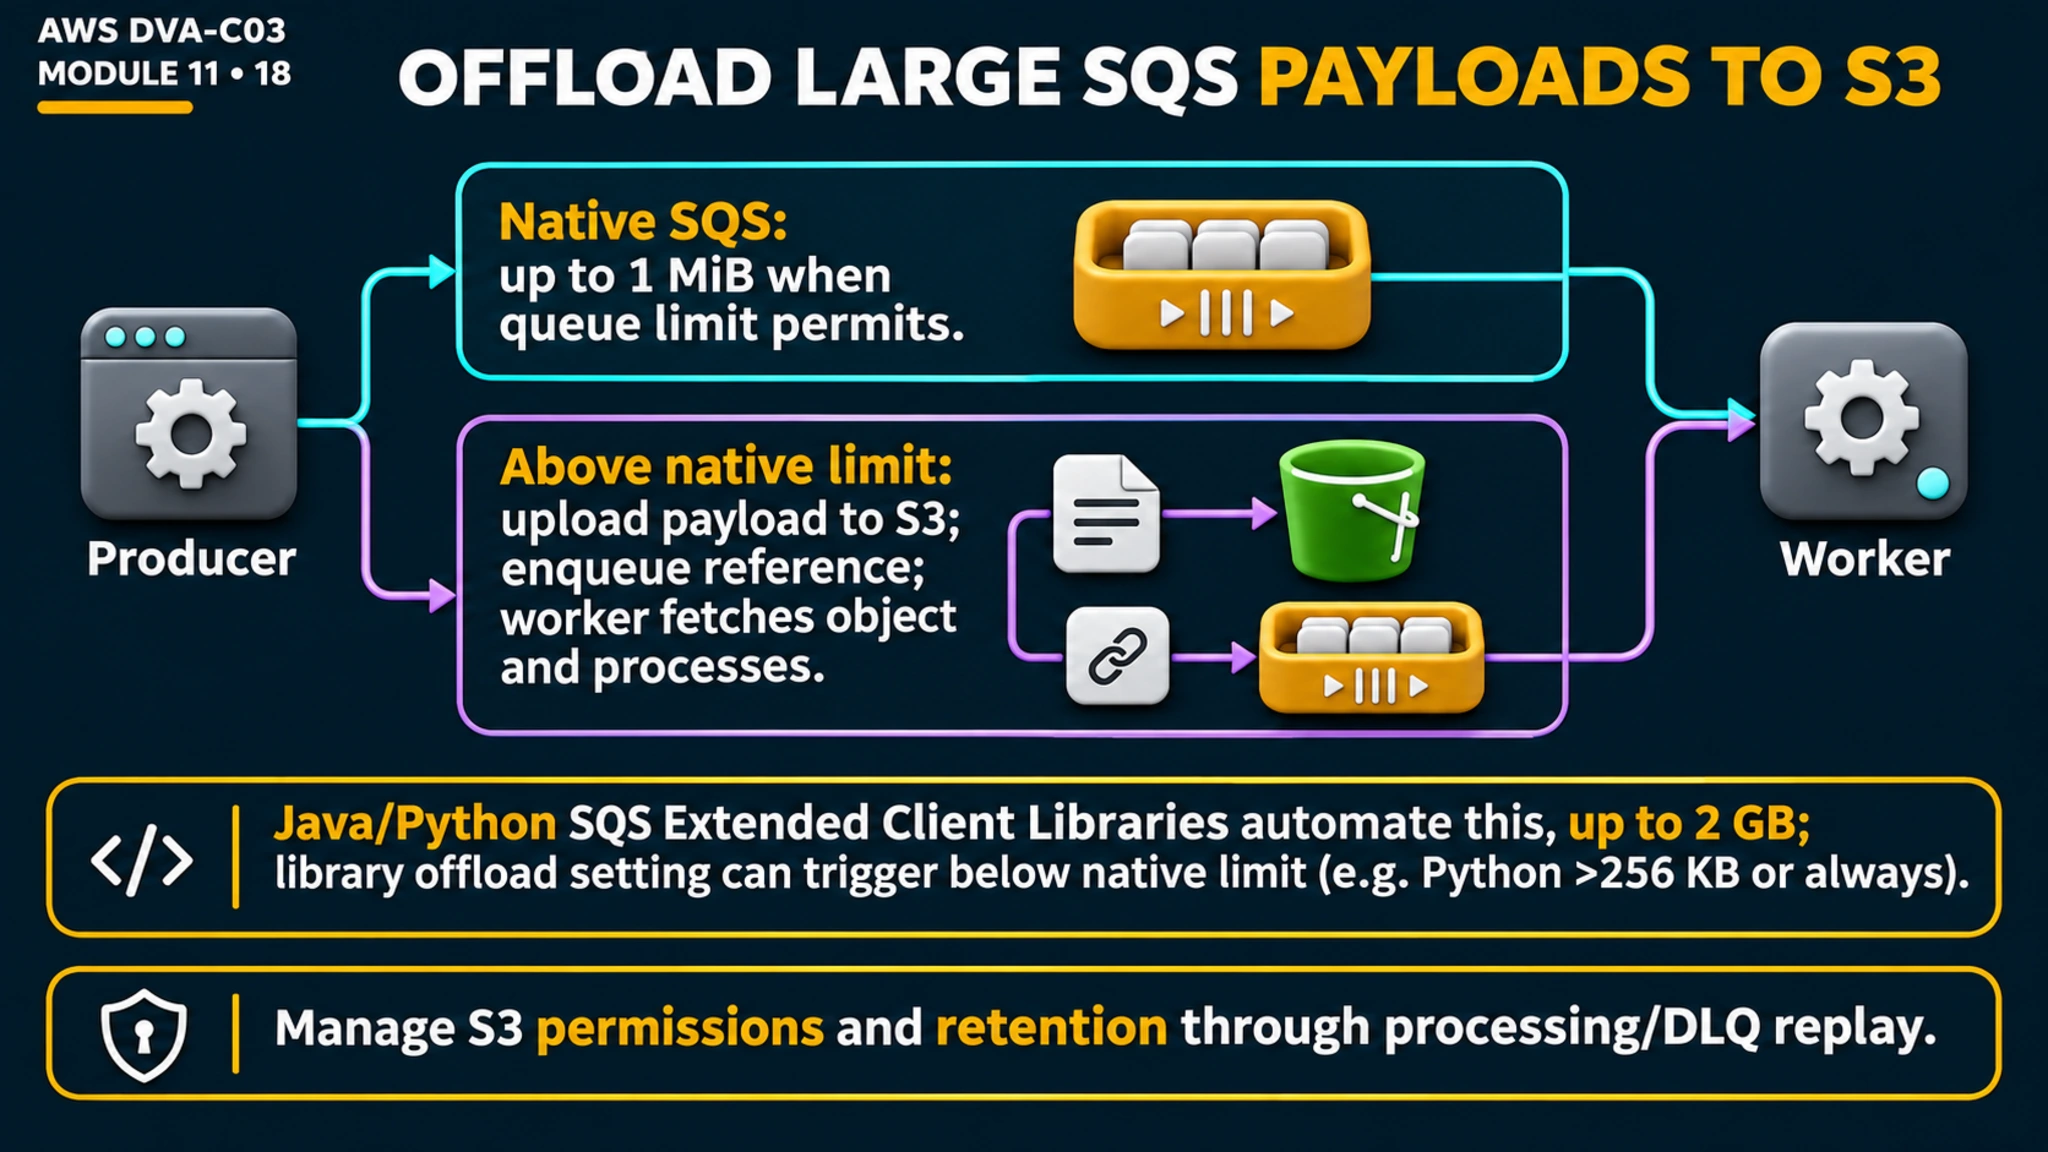 AWS DVA-C03
MODULE 11 • 18
OFFLOAD LARGE SQS PAYLOADS TO S3
Native SQS:
up to 1 MiB when
queue limit permits.
Producer
Above native limit:
upload payload to S3;
enqueue reference;
worker fetches object
and processes.
Worker
Java/Python SQS Extended Client Libraries automate this, up to 2 GB;
library offload setting can trigger below native limit (e.g. Python >256 KB or always).
Manage S3 permissions and retention through processing/DLQ replay.